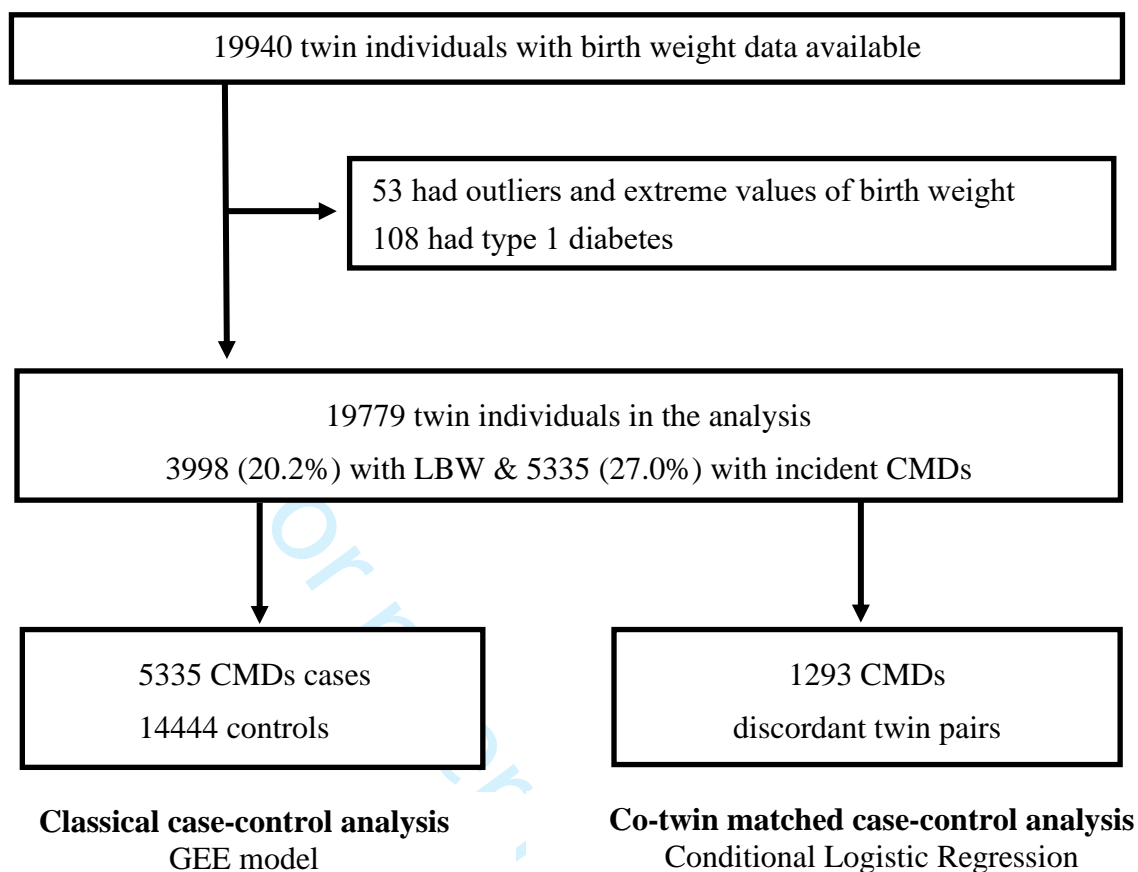 19940 twin individuals with birth weight data available
53 had outliers and extreme values of birth weight
108 had type 1 diabetes
19779 twin individuals in the analysis
3998 (20.2%) with LBW & 5335 (27.0%) with incident CMDs
5335 CMDs cases
14444 controls
1293 CMDs
discordant twin pairs
Classical case-control analysis
GEE model
Co-twin matched case-control analysis
Conditional Logistic Regression